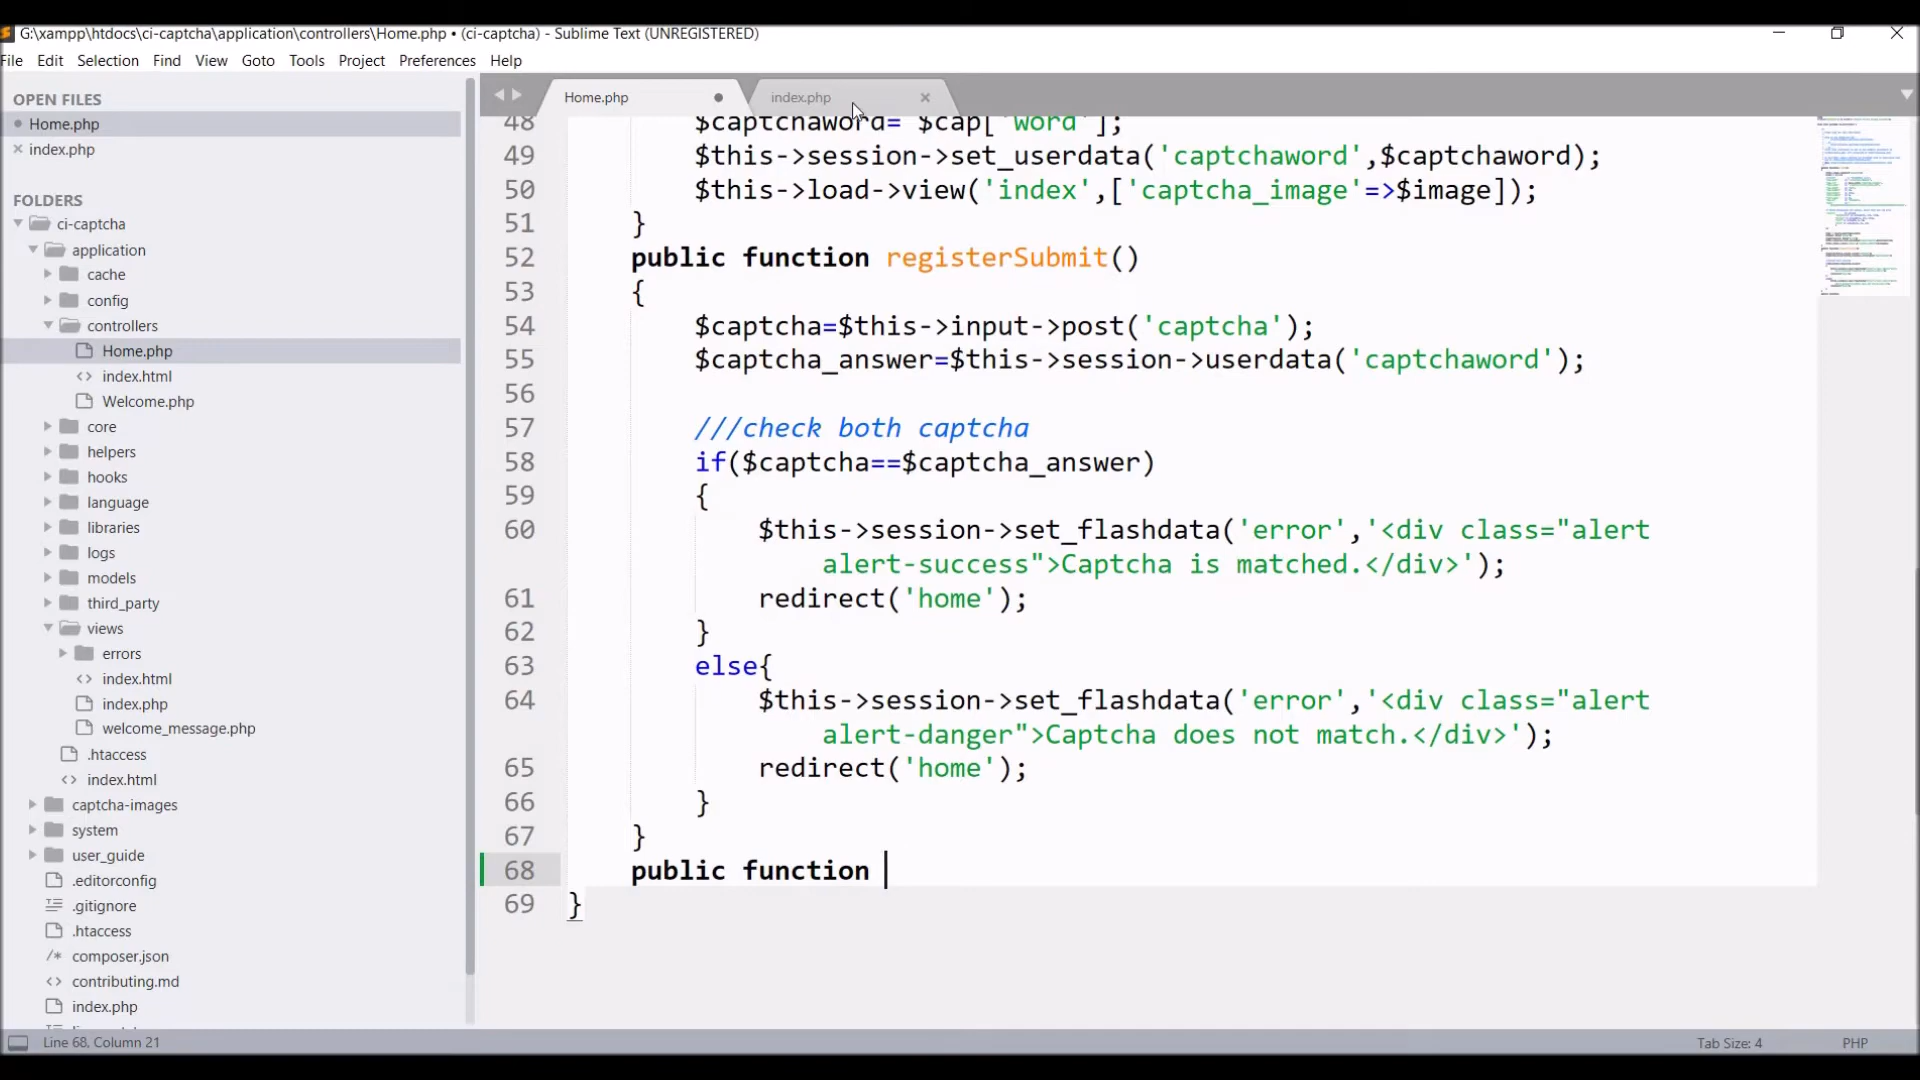 G:\xampp\htdocs\ci-captcha\application\controllers\Home.php • (ci-captcha) - Sublime Text (UNREGISTERED)
File Edit Selection Find View Goto Tools Project Preferences Help
OPEN FILES
Home.php
index.php
FOLDERS
ci-captcha
application
cache
config
controllers
Home.php
index.html
Welcome.php
core
helpers
hooks
language
libraries
logs
models
third_party
views
errors
index.html
index.php
welcome_message.php
.htaccess
index.html
captcha-images
system
user_guide
.editorconfig
.gitignore
.htaccess
composer.json
contributing.md
index.php
Home.php index.php
48 $captchaword= $cap['word'];
49 $this->session->set_userdata('captchaword',$captchaword);
50 $this->load->view('index',['captcha_image'=>$image]);
51 }
52 public function registerSubmit()
53 {
54 $captcha=$this->input->post('captcha');
55 $captcha_answer=$this->session->userdata('captchaword');
56
57 ///check both captcha
58 if($captcha==$captcha_answer)
59 {
60 $this->session->set_flashdata('error','<div class="alert
alert-success">Captcha is matched.</div>');
61 redirect('home');
62 }
63 else{
64 $this->session->set_flashdata('error','<div class="alert
alert-danger">Captcha does not match.</div>');
65 redirect('home');
66 }
67 }
68 public function
69 }
Line 68, Column 21 Tab Size: 4 PHP